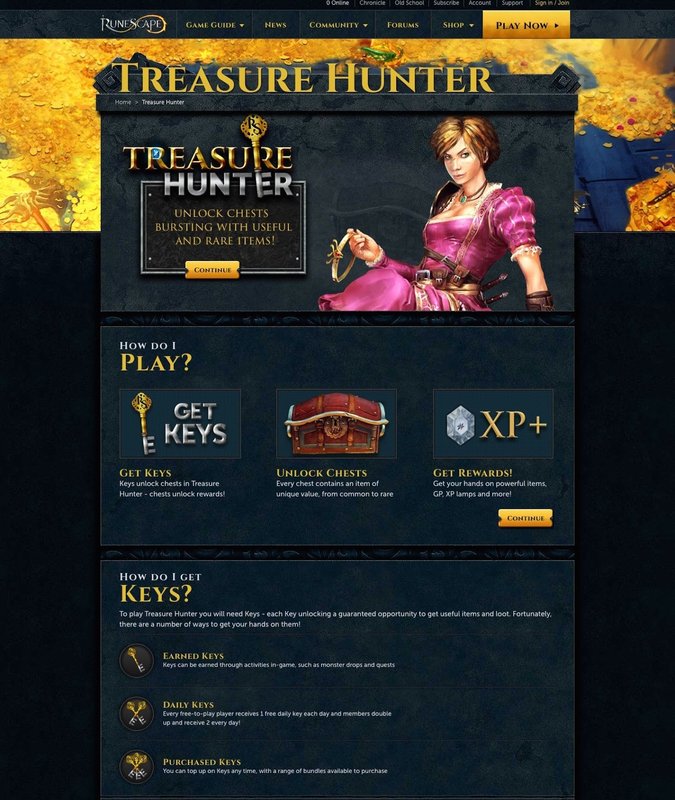 0 Online Chronicle Old School Subscribe Account Support Sign In / Join
RuneScape Game Guide News Community Forums Shop Play Now
Treasure Hunter
Home > Treasure Hunter
TREASURE
HUNTER
UNLOCK CHESTS
BURSTING WITH USEFUL
AND RARE ITEMS!
Continue
How do I
Play?
GET
KEYS
XP+
Get Keys
Keys unlock chests in Treasure
Hunter - chests unlock rewards!
Unlock Chests
Every chest contains an item of
unique value, from common to rare
Get Rewards!
Get your hands on powerful items,
GP, XP lamps and more!
Continue
How do I get
Keys?
To play Treasure Hunter you will need Keys - each Key unlocking a guaranteed opportunity to get useful items and loot. Fortunately,
there are a number of ways to get your hands on them!
Earned Keys
Keys can be earned through activities in-game, such as monster drops and quests
Daily Keys
Every free-to-play player receives 1 free daily key each day and members double
up and receive 2 every day!
Purchased Keys
You can top up on Keys any time, with a range of bundles available to purchase